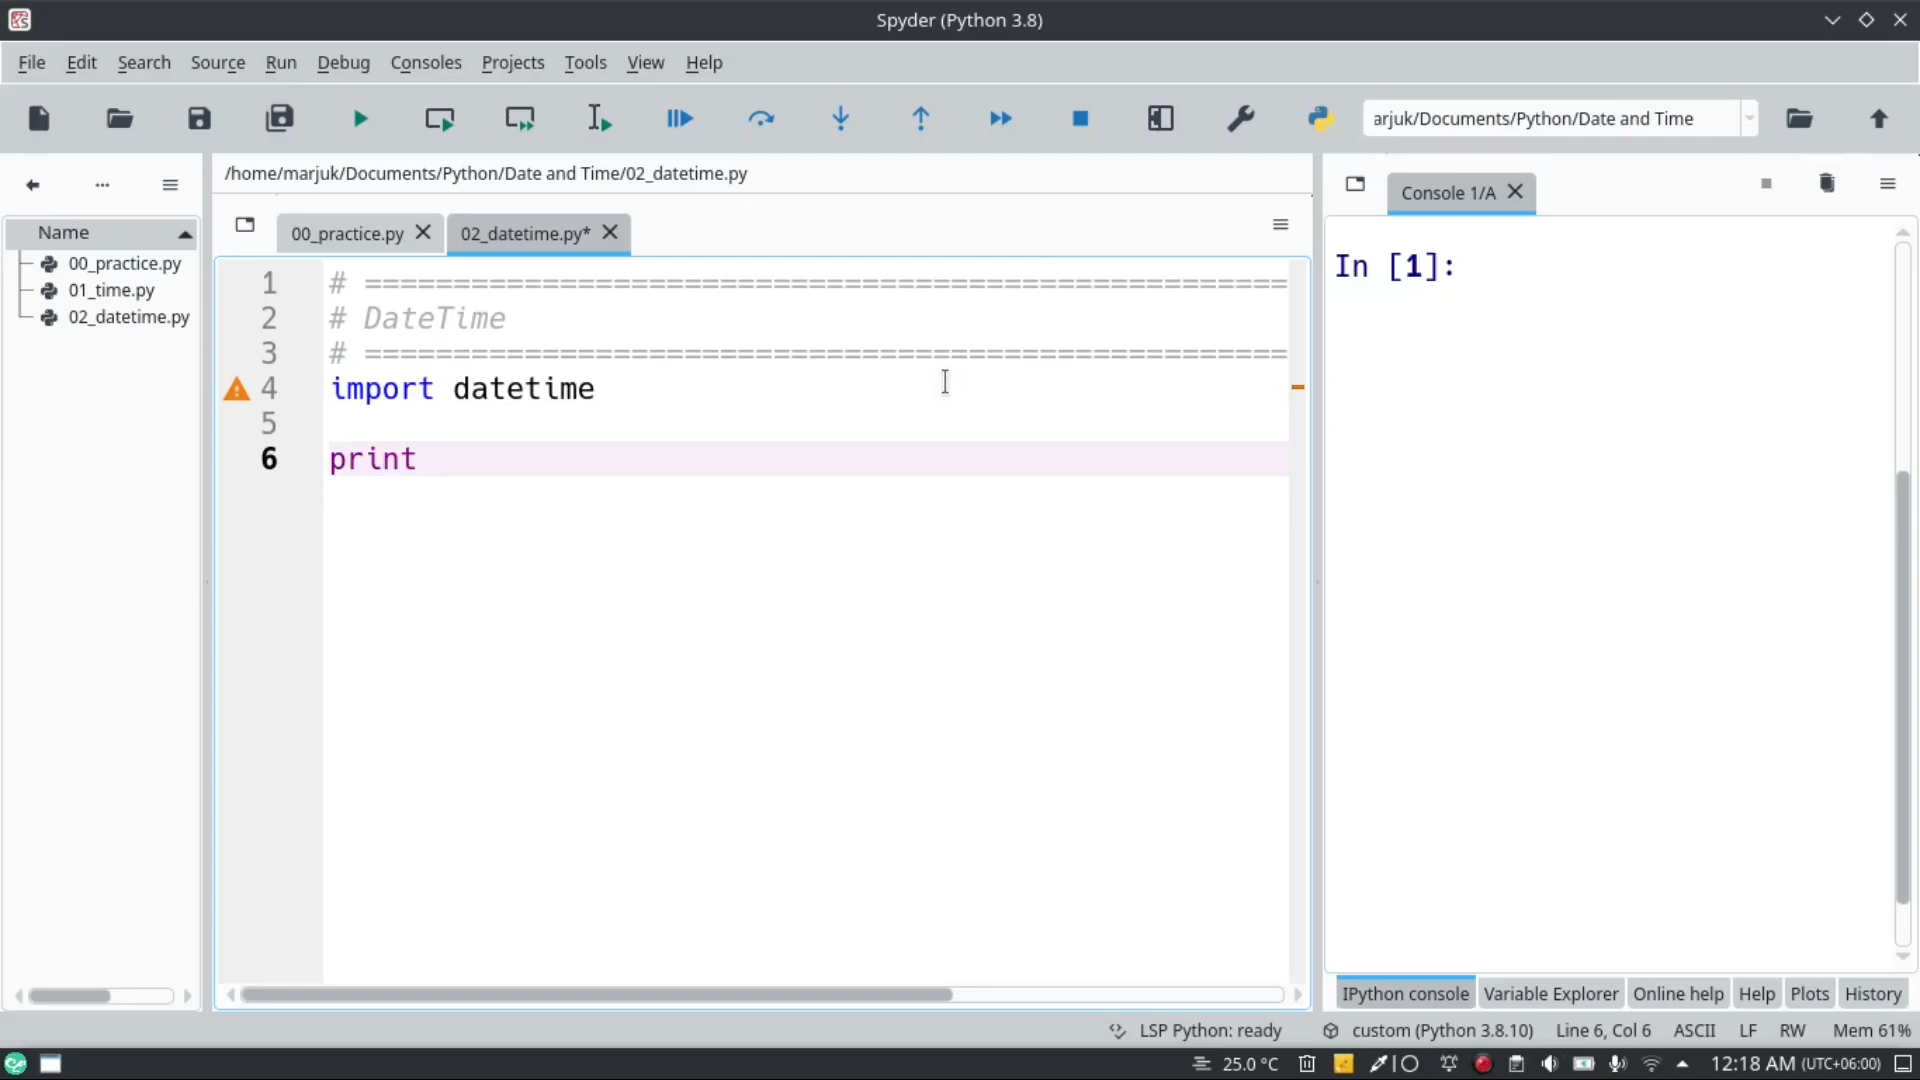 Spyder (Python 3.8)
File Edit Search Source Run Debug Consoles Projects Tools View Help
arjuk/Documents/Python/Date and Time
/home/marjuk/Documents/Python/Date and Time/02_datetime.py
Name
00_practice.py
01_time.py
02_datetime.py
00_practice.py 02_datetime.py*
1 # ====================================================
2 # DateTime
3 # ====================================================
4 import datetime
5
6 print
Console 1/A
In [1]:
IPython console Variable Explorer Online help Help Plots History
LSP Python: ready custom (Python 3.8.10) Line 6, Col 6 ASCII LF RW Mem 61%
25.0 °C 12:18 AM (UTC+06:00)